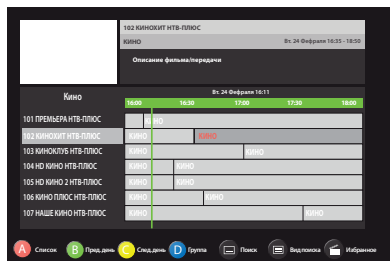 102 КИНОХИТ НТВ-ПЛЮС
КИНО Вт. 24 Февраля 16:35 - 18:50
Описание фильма/передачи
Кино Вт. 24 Февраля 16:11
16:00 16:30 17:00 17:30 18:00
101 ПРЕМЬЕРА НТВ-ПЛЮС КИНО
102 КИНОХИТ НТВ-ПЛЮС КИНО КИНО
103 КИНОКЛУБ НТВ-ПЛЮС КИНО КИНО
104 HD КИНО НТВ-ПЛЮС КИНО КИНО
105 HD КИНО 2 НТВ-ПЛЮС КИНО КИНО
106 КИНО ПЛЮС НТВ-ПЛЮС КИНО КИНО
107 НАШЕ КИНО НТВ-ПЛЮС КИНО КИНО
A Список B Пред.день C След.день D Группа Поиск Вид поиска Избранное